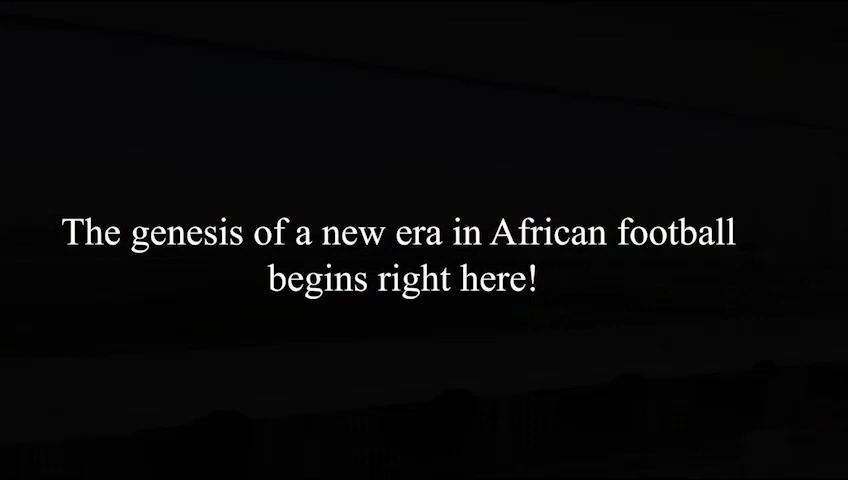 The genesis of a new era in African football
begins right here!